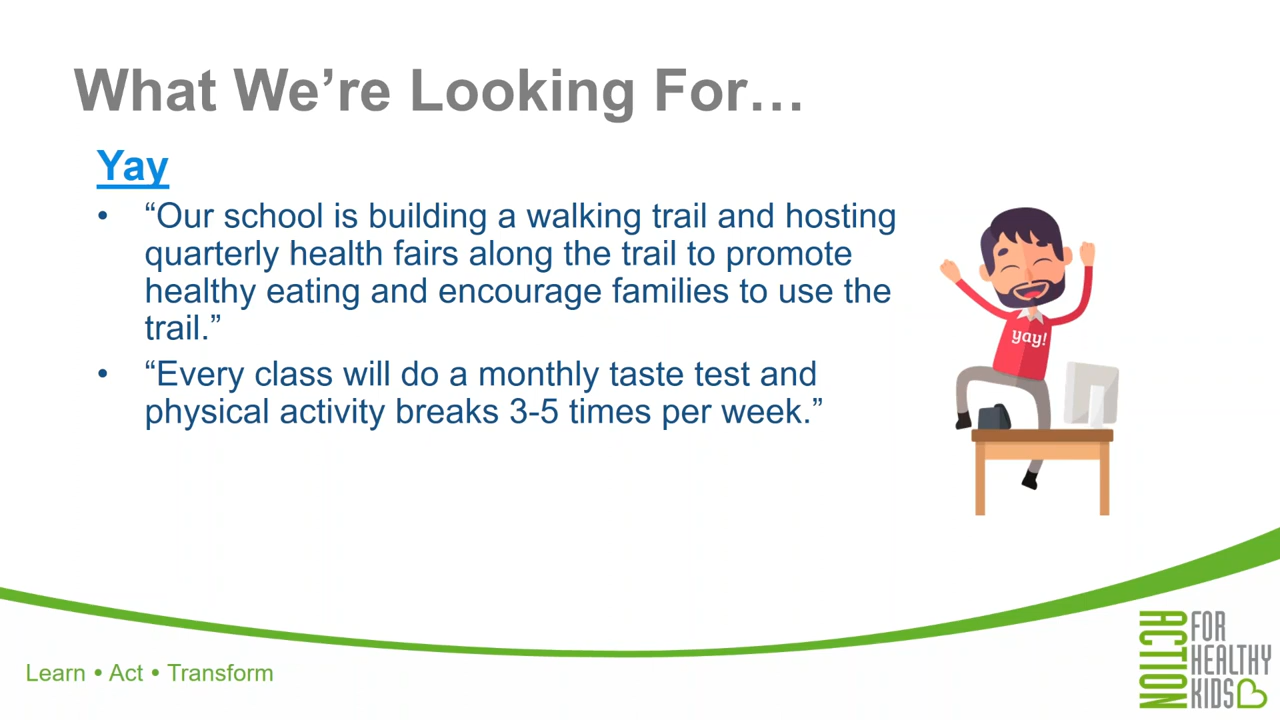 What We’re Looking For…
Yay
• “Our school is building a walking trail and hosting
quarterly health fairs along the trail to promote
healthy eating and encourage families to use the
trail.”
• “Every class will do a monthly taste test and
physical activity breaks 3-5 times per week.”
yay!
Learn • Act • Transform
ACTION
FOR
HEALTHY
KIDS